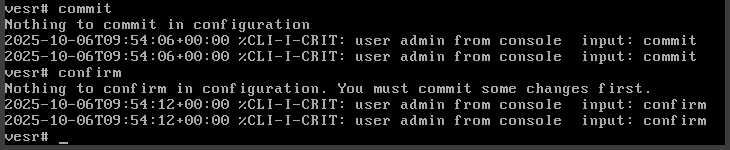 vesr# commit
Nothing to commit in configuration
2025-10-06T09:54:06+00:00 %CLI-I-CRIT: user admin from console  input: commit
2025-10-06T09:54:06+00:00 %CLI-I-CRIT: user admin from console  input: commit
vesr# confirm
Nothing to confirm in configuration. You must commit some changes first.
2025-10-06T09:54:12+00:00 %CLI-I-CRIT: user admin from console  input: confirm
2025-10-06T09:54:12+00:00 %CLI-I-CRIT: user admin from console  input: confirm
vesr# _